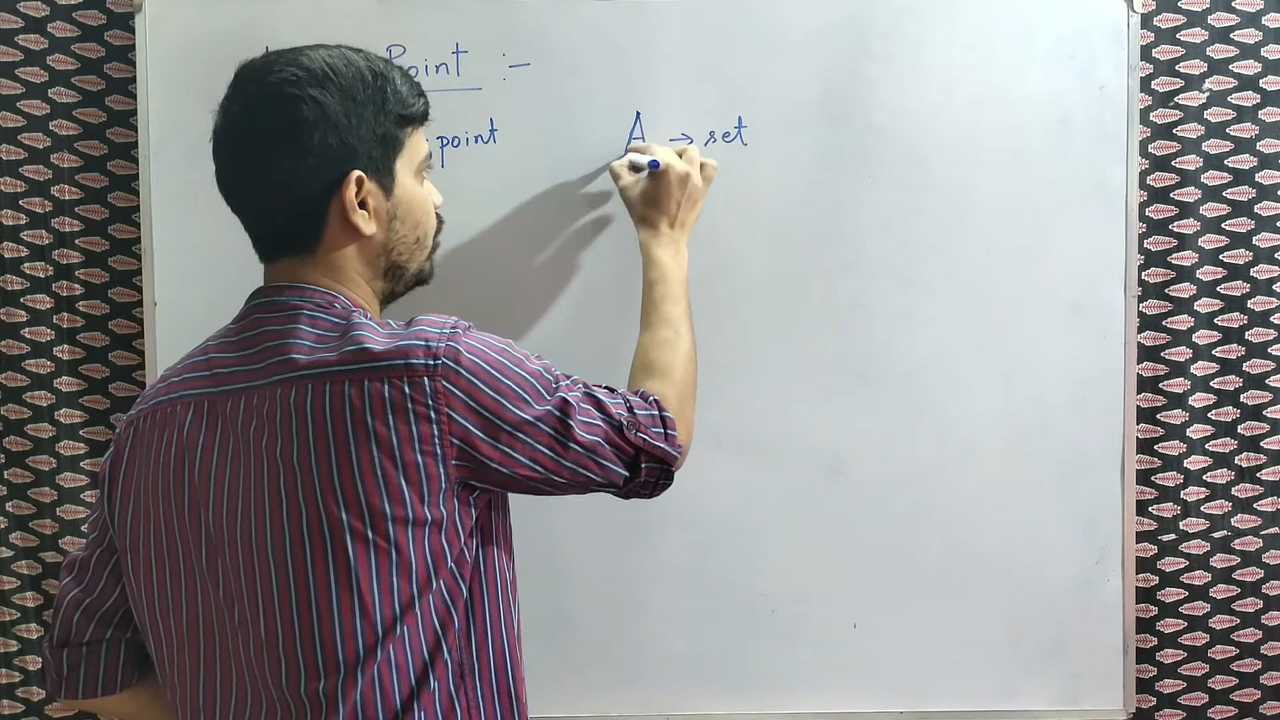 Point :-
point A → set